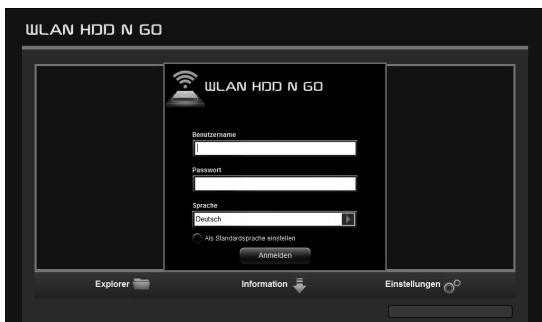 WLAN HDD N GO
WLAN HDD N GO
Benutzername
Passwort
Sprache
Deutsch
Als Standardsprache einstellen
Anmelden
Explorer
Information
Einstellungen